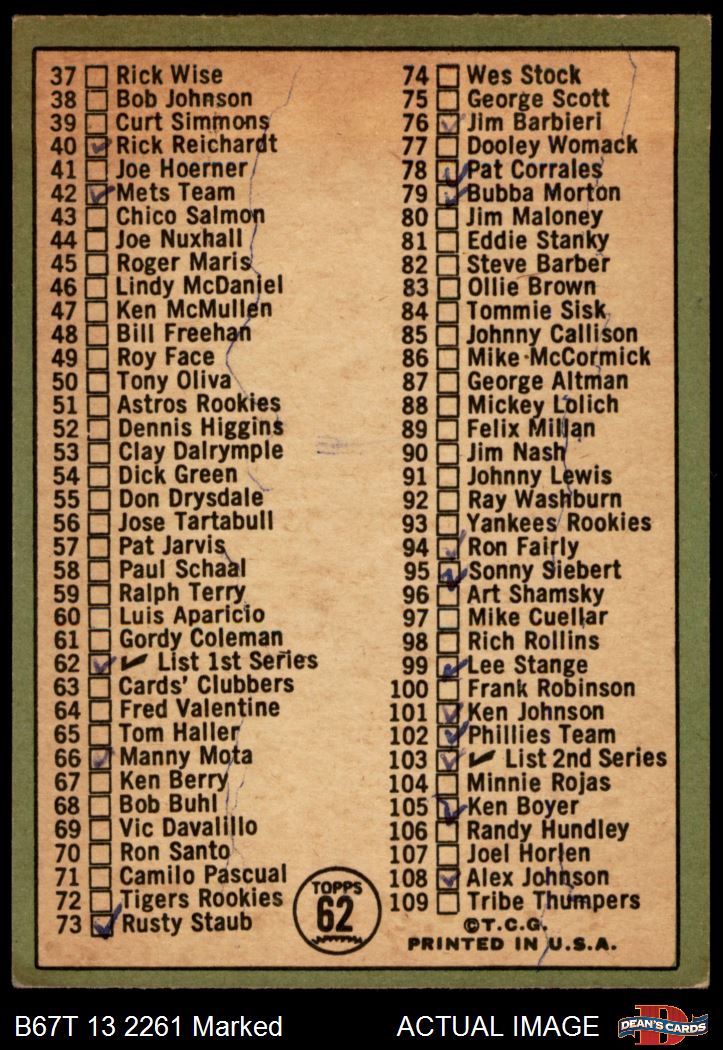 37 Rick Wise
38 Bob Johnson
39 Curt Simmons
40 Rick Reichardt
41 Joe Hoerner
42 Mets Team
43 Chico Salmon
44 Joe Nuxhall
45 Roger Maris
46 Lindy McDaniel
47 Ken McMullen
48 Bill Freehan
49 Roy Face
50 Tony Oliva
51 Astros Rookies
52 Dennis Higgins
53 Clay Dalrymple
54 Dick Green
55 Don Drysdale
56 Jose Tartabull
57 Pat Jarvis
58 Paul Schaal
59 Ralph Terry
60 Luis Aparicio
61 Gordy Coleman
62 ✔ List 1st Series
63 Cards' Clubbers
64 Fred Valentine
65 Tom Haller
66 Manny Mota
67 Ken Berry
68 Bob Buhl
69 Vic Davalillo
70 Ron Santo
71 Camilo Pascual
72 Tigers Rookies
73 Rusty Staub
74 Wes Stock
75 George Scott
76 Jim Barbieri
77 Dooley Womack
78 Pat Corrales
79 Bubba Morton
80 Jim Maloney
81 Eddie Stanky
82 Steve Barber
83 Ollie Brown
84 Tommie Sisk
85 Johnny Callison
86 Mike McCormick
87 George Altman
88 Mickey Lolich
89 Felix Millan
90 Jim Nash
91 Johnny Lewis
92 Ray Washburn
93 Yankees Rookies
94 Ron Fairly
95 Sonny Siebert
96 Art Shamsky
97 Mike Cuellar
98 Rich Rollins
99 Lee Stange
100 Frank Robinson
101 Ken Johnson
102 Phillies Team
103 ✔ List 2nd Series
104 Minnie Rojas
105 Ken Boyer
106 Randy Hundley
107 Joel Horlen
108 Alex Johnson
109 Tribe Thumpers
TOPPS
62
©T.C.G.
PRINTED IN U.S.A.
B67T 13 2261 Marked
ACTUAL IMAGE
DEAN'S CARDS